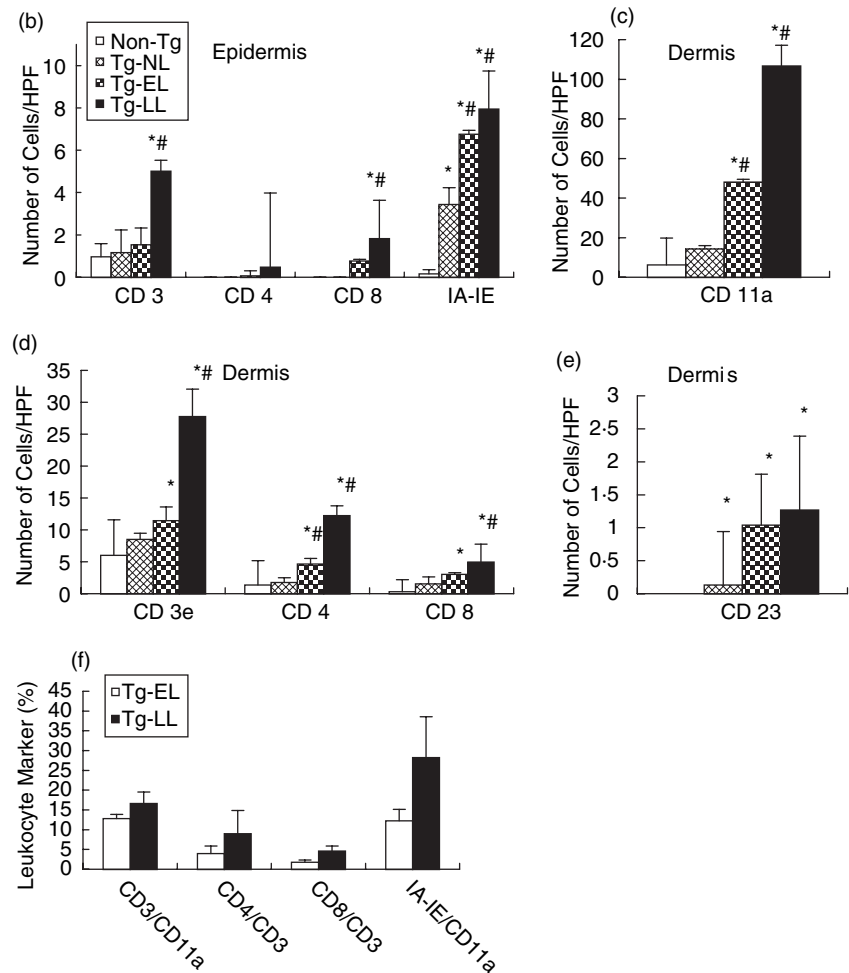 (b)
Non-Tg
Tg-NL
Tg-EL
Tg-LL
Epidermis
Number of Cells/HPF
10
8
6
4
2
0
*#
*#
*
*#
*#
CD 3
CD 4
CD 8
IA-IE
(c)
Dermis
Number of Cells/HPF
120
100
80
60
40
20
0
*#
*#
CD 11a
(d)
Dermis
Number of Cells/HPF
35
30
25
20
15
10
5
0
*
*#
*#
*#
*
*#
CD 3e
CD 4
CD 8
(e)
Dermis
Number of Cells/HPF
3
2·5
2
1·5
1
0·5
0
*
*
*
CD 23
(f)
Tg-EL
Tg-LL
Leukocyte Marker (%)
45
40
35
30
25
20
15
10
5
0
CD3/CD11a
CD4/CD3
CD8/CD3
IA-IE/CD11a